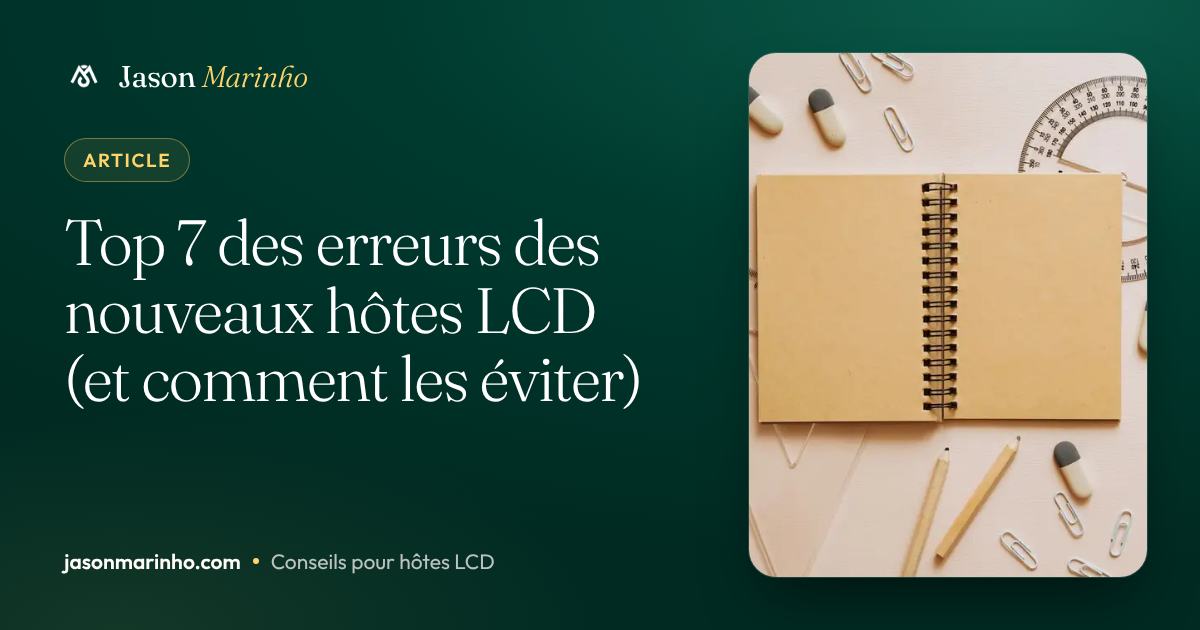 Jason Marinho
ARTICLE
Top 7 des erreurs des
nouveaux hôtes LCD
(et comment les éviter)
jasonmarinho.com • Conseils pour hôtes LCD